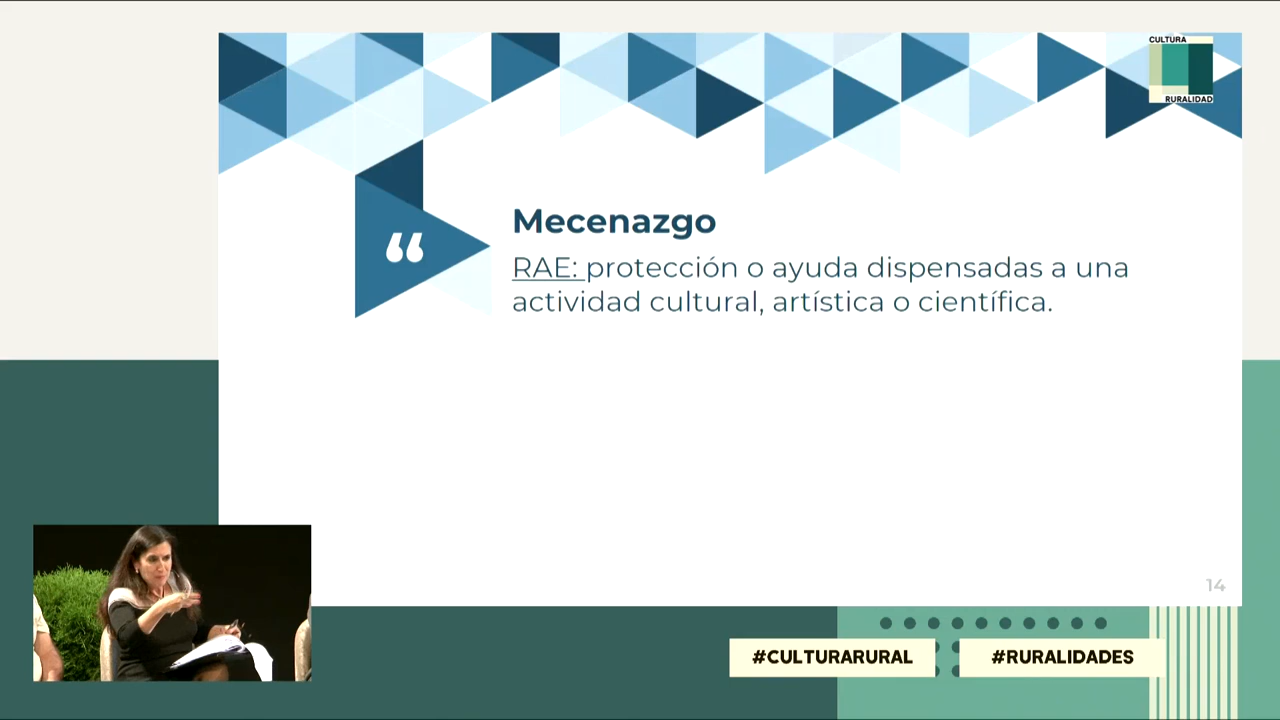 CULTURA
RURALIDAD
“
Mecenazgo
RAE: protección o ayuda dispensadas a una
actividad cultural, artística o científica.
14
#CULTURARURAL
#RURALIDADES